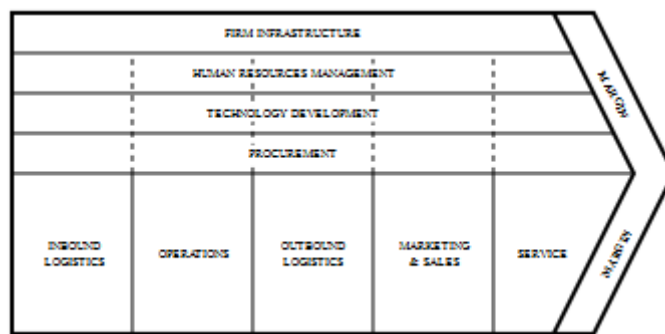 FIRM INFRASTRUCTURE
HUMAN RESOURCES MANAGEMENT
TECHNOLOGY DEVELOPMENT
PROCUREMENT
MARGIN
INBOUND
LOGISTICS
OPERATIONS
OUTBOUND
LOGISTICS
MARKETING
& SALES
SERVICE
MARGIN